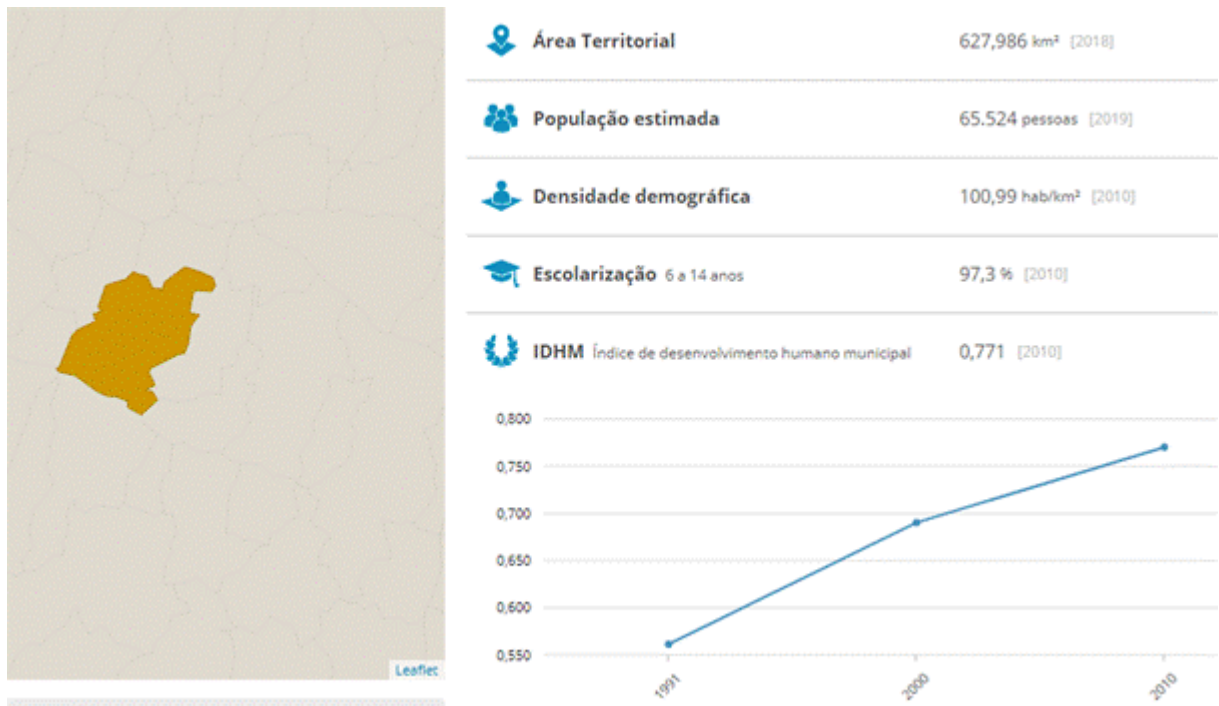 Área Territorial 627,986 km² [2018]
População estimada 65.524 pessoas [2019]
Densidade demográfica 100,99 hab/km² [2010]
Escolarização 6 a 14 anos 97,3 % [2010]
IDHM Índice de desenvolvimento humano municipal 0,771 [2010]
0,800
0,750
0,700
0,650
0,600
0,550
1991 2000 2010
Leaflet